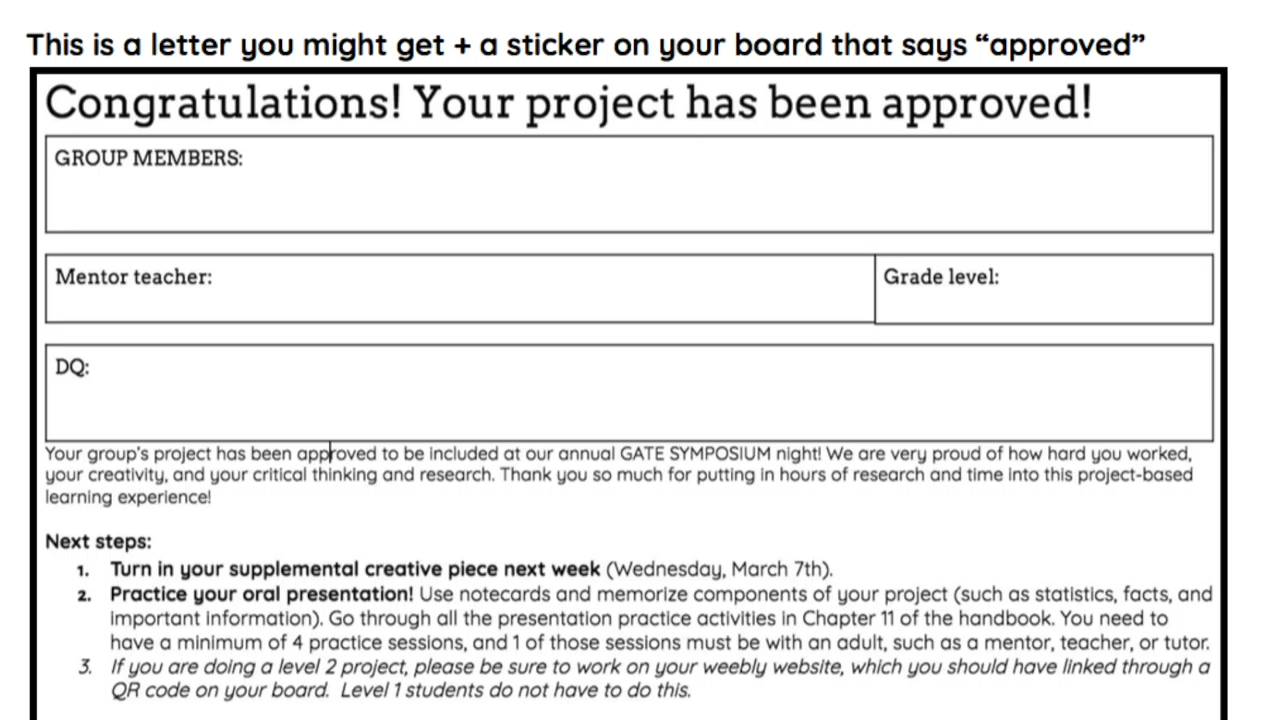 This is a letter you might get + a sticker on your board that says “approved”
Congratulations! Your project has been approved!
GROUP MEMBERS:
Mentor teacher:
Grade level:
DQ:
Your group's project has been approved to be included at our annual GATE SYMPOSIUM night! We are very proud of how hard you worked,
your creativity, and your critical thinking and research. Thank you so much for putting in hours of research and time into this project-based
learning experience!
Next steps:
1. Turn in your supplemental creative piece next week (Wednesday, March 7th).
2. Practice your oral presentation! Use notecards and memorize components of your project (such as statistics, facts, and
important information). Go through all the presentation practice activities in Chapter 11 of the handbook. You need to
have a minimum of 4 practice sessions, and 1 of those sessions must be with an adult, such as a mentor, teacher, or tutor.
3. If you are doing a level 2 project, please be sure to work on your weebly website, which you should have linked through a
QR code on your board. Level 1 students do not have to do this.